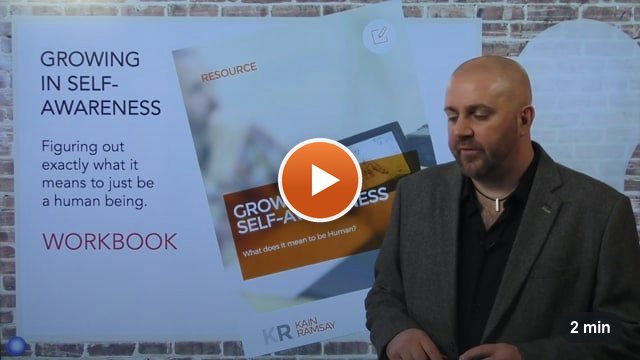 GROWING
IN SELF-
AWARENESS
Figuring out
exactly what it
means to just be
a human being.
WORKBOOK
RESOURCE
SELF-
What does it mean to be Human?
KR KAIN
RAMSAY
2 min